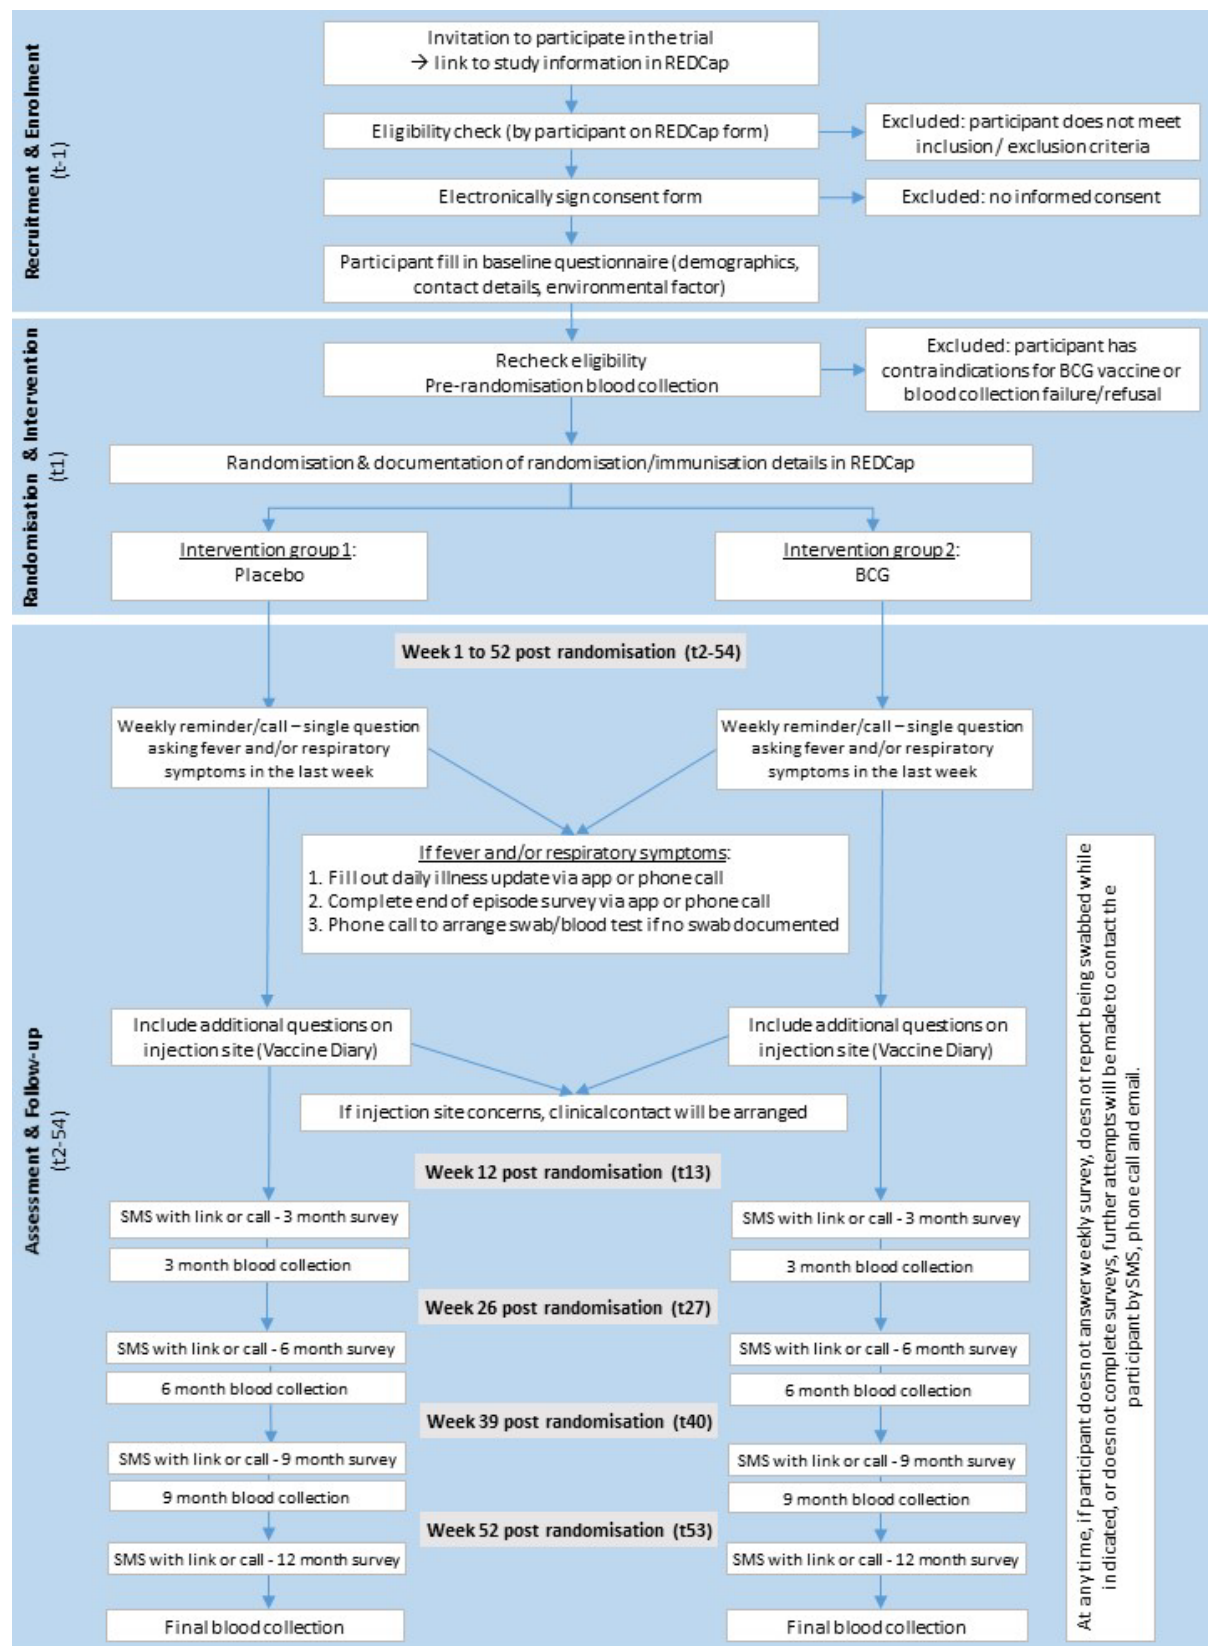 Recruitment & Enrolment
(t-1)
Invitation to participate in the trial
→ link to study information in REDCap
Eligibility check (by participant on REDCap form)
Excluded: participant does not meet
inclusion / exclusion criteria
Electronically sign consent form
Excluded: no informed consent
Participant fill in baseline questionnaire (demographics,
contact details, environmental factor)
Randomisation & Intervention
(t1)
Recheck eligibility
Pre-randomisation blood collection
Excluded: participant has
contraindications for BCG vaccine or
blood collection failure/refusal
Randomisation & documentation of randomisation/immunisation details in REDCap
Intervention group 1:
Placebo
Intervention group 2:
BCG
Assessment & Follow-up
(t2-54)
Week 1 to 52 post randomisation (t2-54)
Weekly reminder/call – single question
asking fever and/or respiratory
symptoms in the last week
Weekly reminder/call – single question
asking fever and/or respiratory
symptoms in the last week
If fever and/or respiratory symptoms:
1. Fill out daily illness update via app or phone call
2. Complete end of episode survey via app or phone call
3. Phone call to arrange swab/blood test if no swab documented
Include additional questions on
injection site (Vaccine Diary)
Include additional questions on
injection site (Vaccine Diary)
If injection site concerns, clinical contact will be arranged
Week 12 post randomisation (t13)
SMS with link or call - 3 month survey
SMS with link or call - 3 month survey
3 month blood collection
3 month blood collection
Week 26 post randomisation (t27)
SMS with link or call - 6 month survey
SMS with link or call - 6 month survey
6 month blood collection
6 month blood collection
Week 39 post randomisation (t40)
SMS with link or call - 9 month survey
SMS with link or call - 9 month survey
9 month blood collection
9 month blood collection
Week 52 post randomisation (t53)
SMS with link or call - 12 month survey
SMS with link or call - 12 month survey
Final blood collection
Final blood collection
At anytime, if participant does not answer weekly survey, does not report being swabbed while
indicated, or does not complete surveys, further attempts will be made to contact the
participant by SMS, phone call and email.